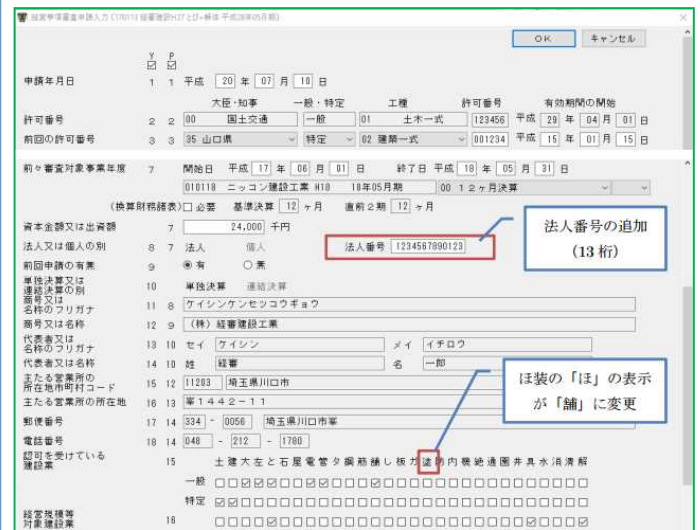 経営事項審査申請入力 (170113 経審建設H27とび+解体 平成28年05月期)
OK キャンセル
Y P
申請年月日 1 1 平成 20 年 07 月 10 日
大臣・知事 一般・特定 工種 許可番号 有効期間の開始
許可番号 2 2 00 国土交通 一般 01 土木一式 123456 平成 29 年 04 月 01 日
前回の許可番号 3 3 35 山口県 特定 02 建築一式 001234 平成 15 年 01 月 15 日
前々審査対象事業年度 7 開始日 平成 17 年 06 月 01 日 終了日 平成 18 年 05 月 31 日
010118 ニッコン建設工業 H18 18年05月期 00 12ヶ月決算
(換算財務諸表) 必要 基準決算 12 ヶ月 直前2期 12 ヶ月
資本金額又は出資額 7 24,000 千円
法人又は個人の別 8 7 法人 個人 法人番号 1234567890123
法人番号の追加
(13 桁)
前回申請の有無 9 有 無
単独決算又は
連結決算の別 10 単独決算 連結決算
商号又は
名称のフリガナ 11 8 ケイシンケンセツコウギョウ
商号又は名称 12 9 (株) 経審建設工業
代表者又は
名称のフリガナ 13 10 セイ ケイシン メイ イチロウ
代表者又は名称 14 10 姓 経審 名 一郎
主たる営業所の
所在地市町村コード 15 12 11203 埼玉県川口市
主たる営業所の所在地 16 13 峯1442-11
ほ装の「ほ」の表示
が「舗」に変更
郵便番号 17 14 334 - 0056 埼玉県川口市峯
電話番号 18 14 048 - 212 - 1780
認可を受けている
建設業 15 土建大左と石屋電管タ鋼筋舗し板ガ塗防内機絶通園井具水消清解
一般
特定
経営規模等
対象建設業 16